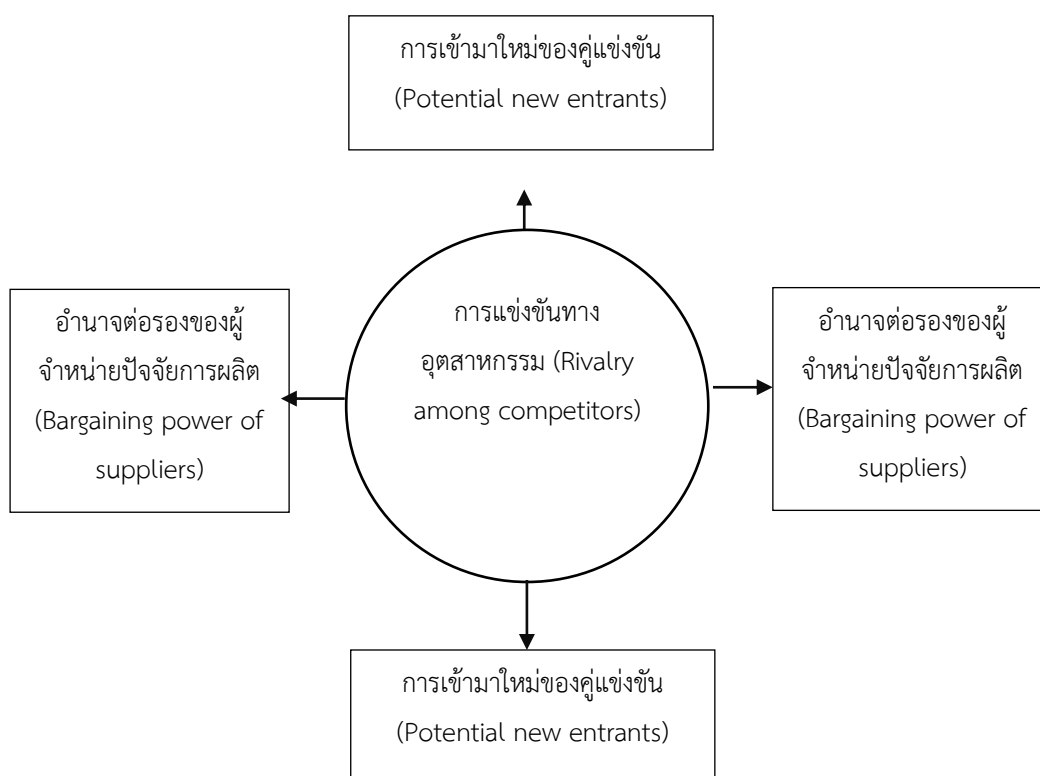 การเข้ามาใหม่ของคู่แข่งขัน
(Potential new entrants)
อำนาจต่อรองของผู้
จำหน่ายปัจจัยการผลิต
(Bargaining power of
suppliers)
การแข่งขันทาง
อุตสาหกรรม (Rivalry
among competitors)
อำนาจต่อรองของผู้
จำหน่ายปัจจัยการผลิต
(Bargaining power of
suppliers)
การเข้ามาใหม่ของคู่แข่งขัน
(Potential new entrants)